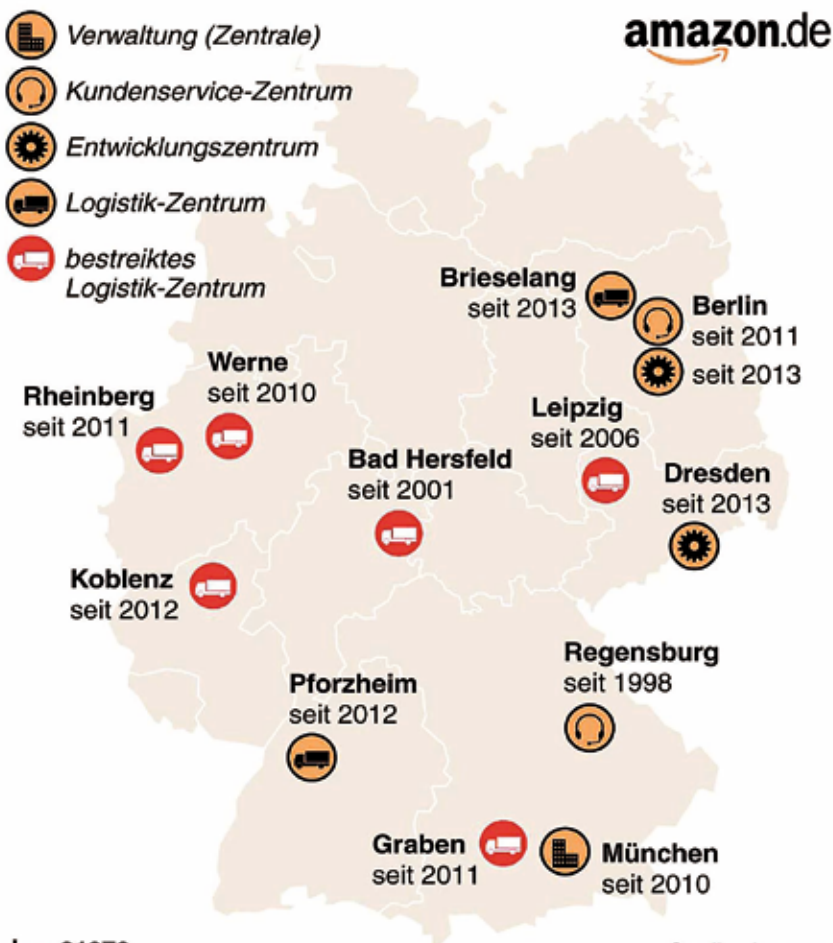 amazon.de
Verwaltung (Zentrale)
Kundenservice-Zentrum
Entwicklungszentrum
Logistik-Zentrum
bestreiktes
Logistik-Zentrum
Brieselang
seit 2013
Berlin
seit 2011
seit 2013
Werne
seit 2010
Rheinberg
seit 2011
Leipzig
seit 2006
Bad Hersfeld
seit 2001
Dresden
seit 2013
Koblenz
seit 2012
Regensburg
seit 1998
Pforzheim
seit 2012
Graben
seit 2011
München
seit 2010